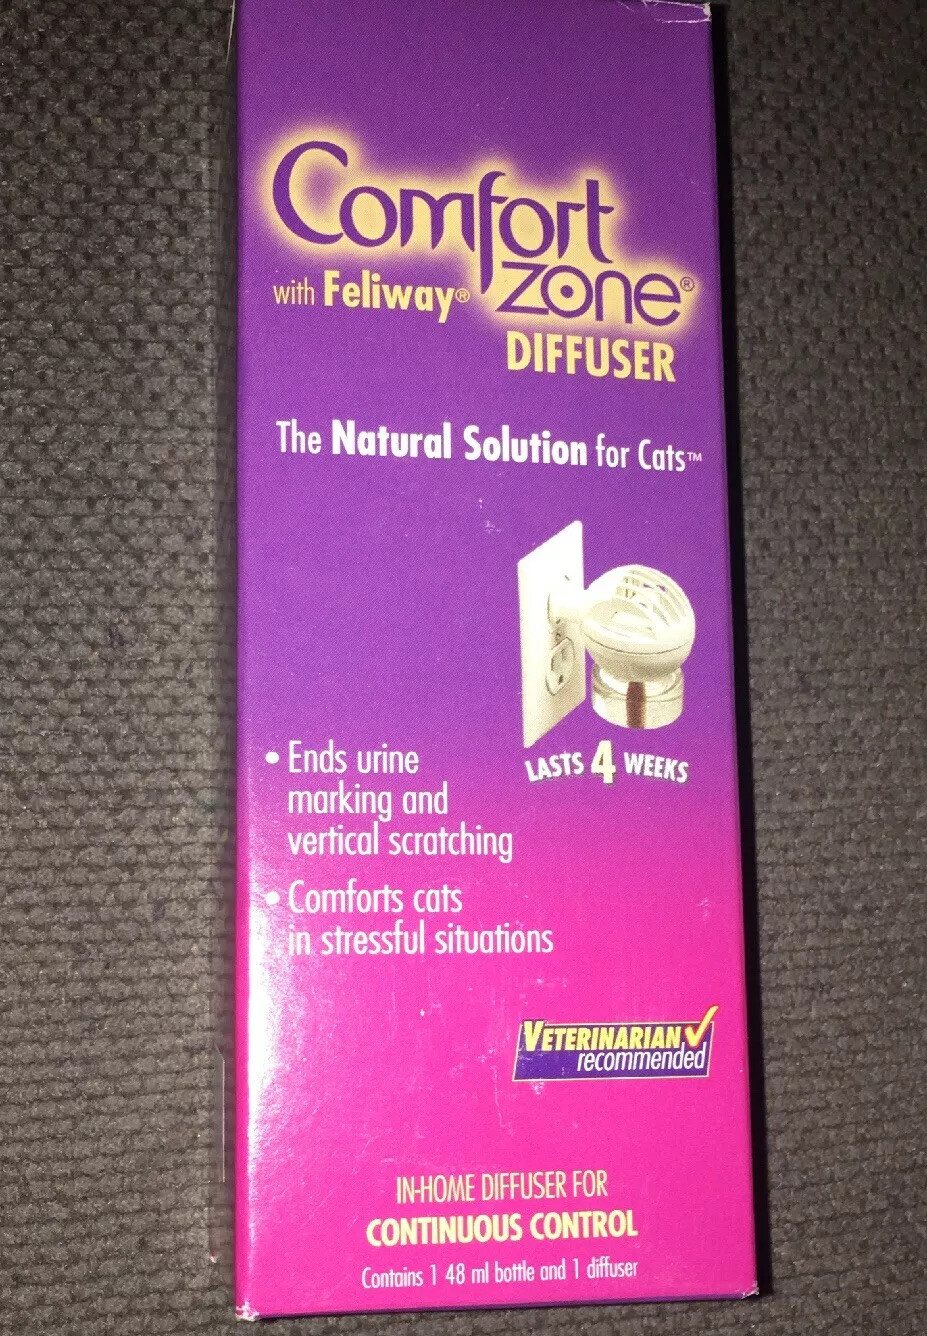 Comfort
zone®
with Feliway®
DIFFUSER
The Natural Solution for Cats™
LASTS 4 WEEKS
• Ends urine
marking and
vertical scratching
• Comforts cats
in stressful situations
VETERINARIAN
recommended
IN-HOME DIFFUSER FOR
CONTINUOUS CONTROL
Contains 1 48 ml bottle and 1 diffuser